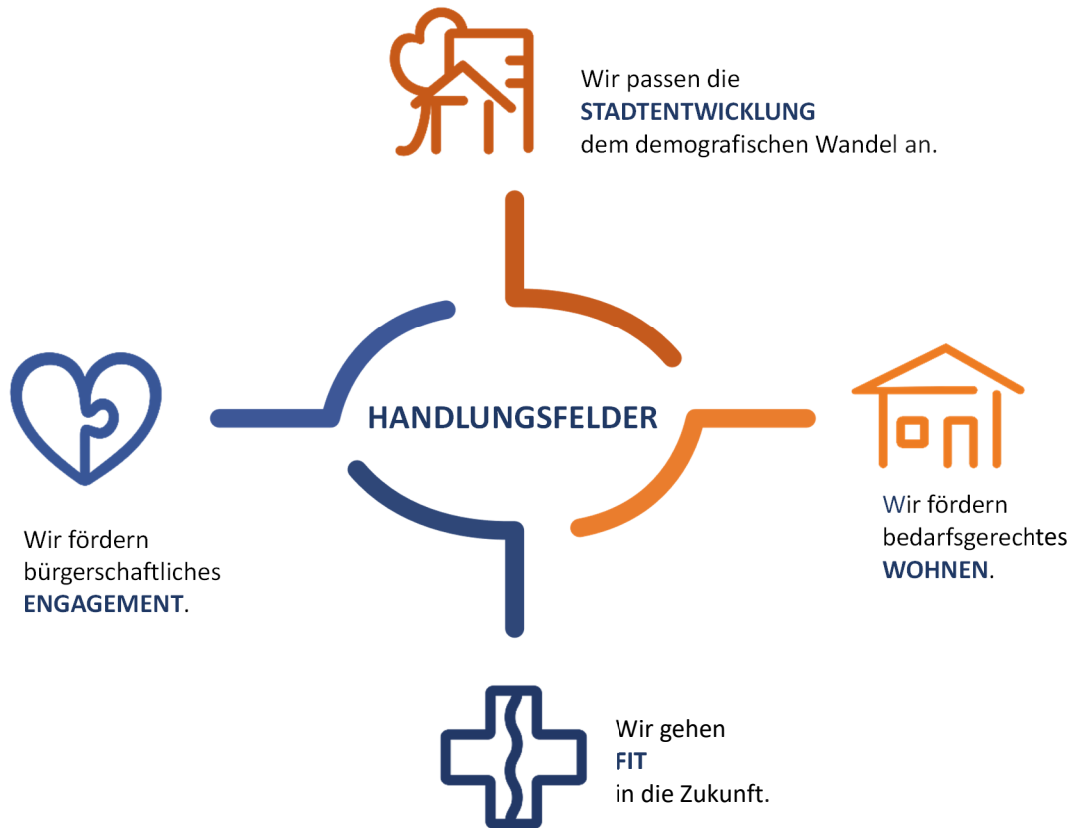 Wir passen die
STADTENTWICKLUNG
dem demografischen Wandel an.
HANDLUNGSFELDER
Wir fördern
bürgerschaftliches
ENGAGEMENT.
Wir fördern
bedarfsgerechtes
WOHNEN.
Wir gehen
FIT
in die Zukunft.